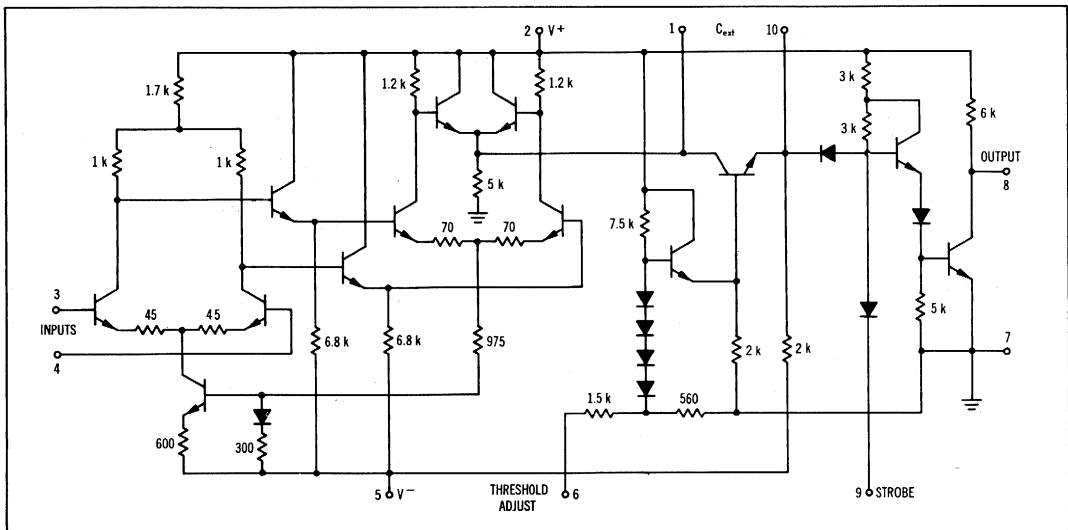 2 V+
1
C_ext
10
1.7 k
1.2 k
1.2 k
3 k
3 k
6 k
1 k
1 k
OUTPUT
8
5 k
7.5 k
70
70
3
INPUTS
4
45
45
6.8 k
6.8 k
975
2 k
2 k
5 k
7
1.5 k
560
600
300
5 V−
THRESHOLD
ADJUST
6
9 STROBE